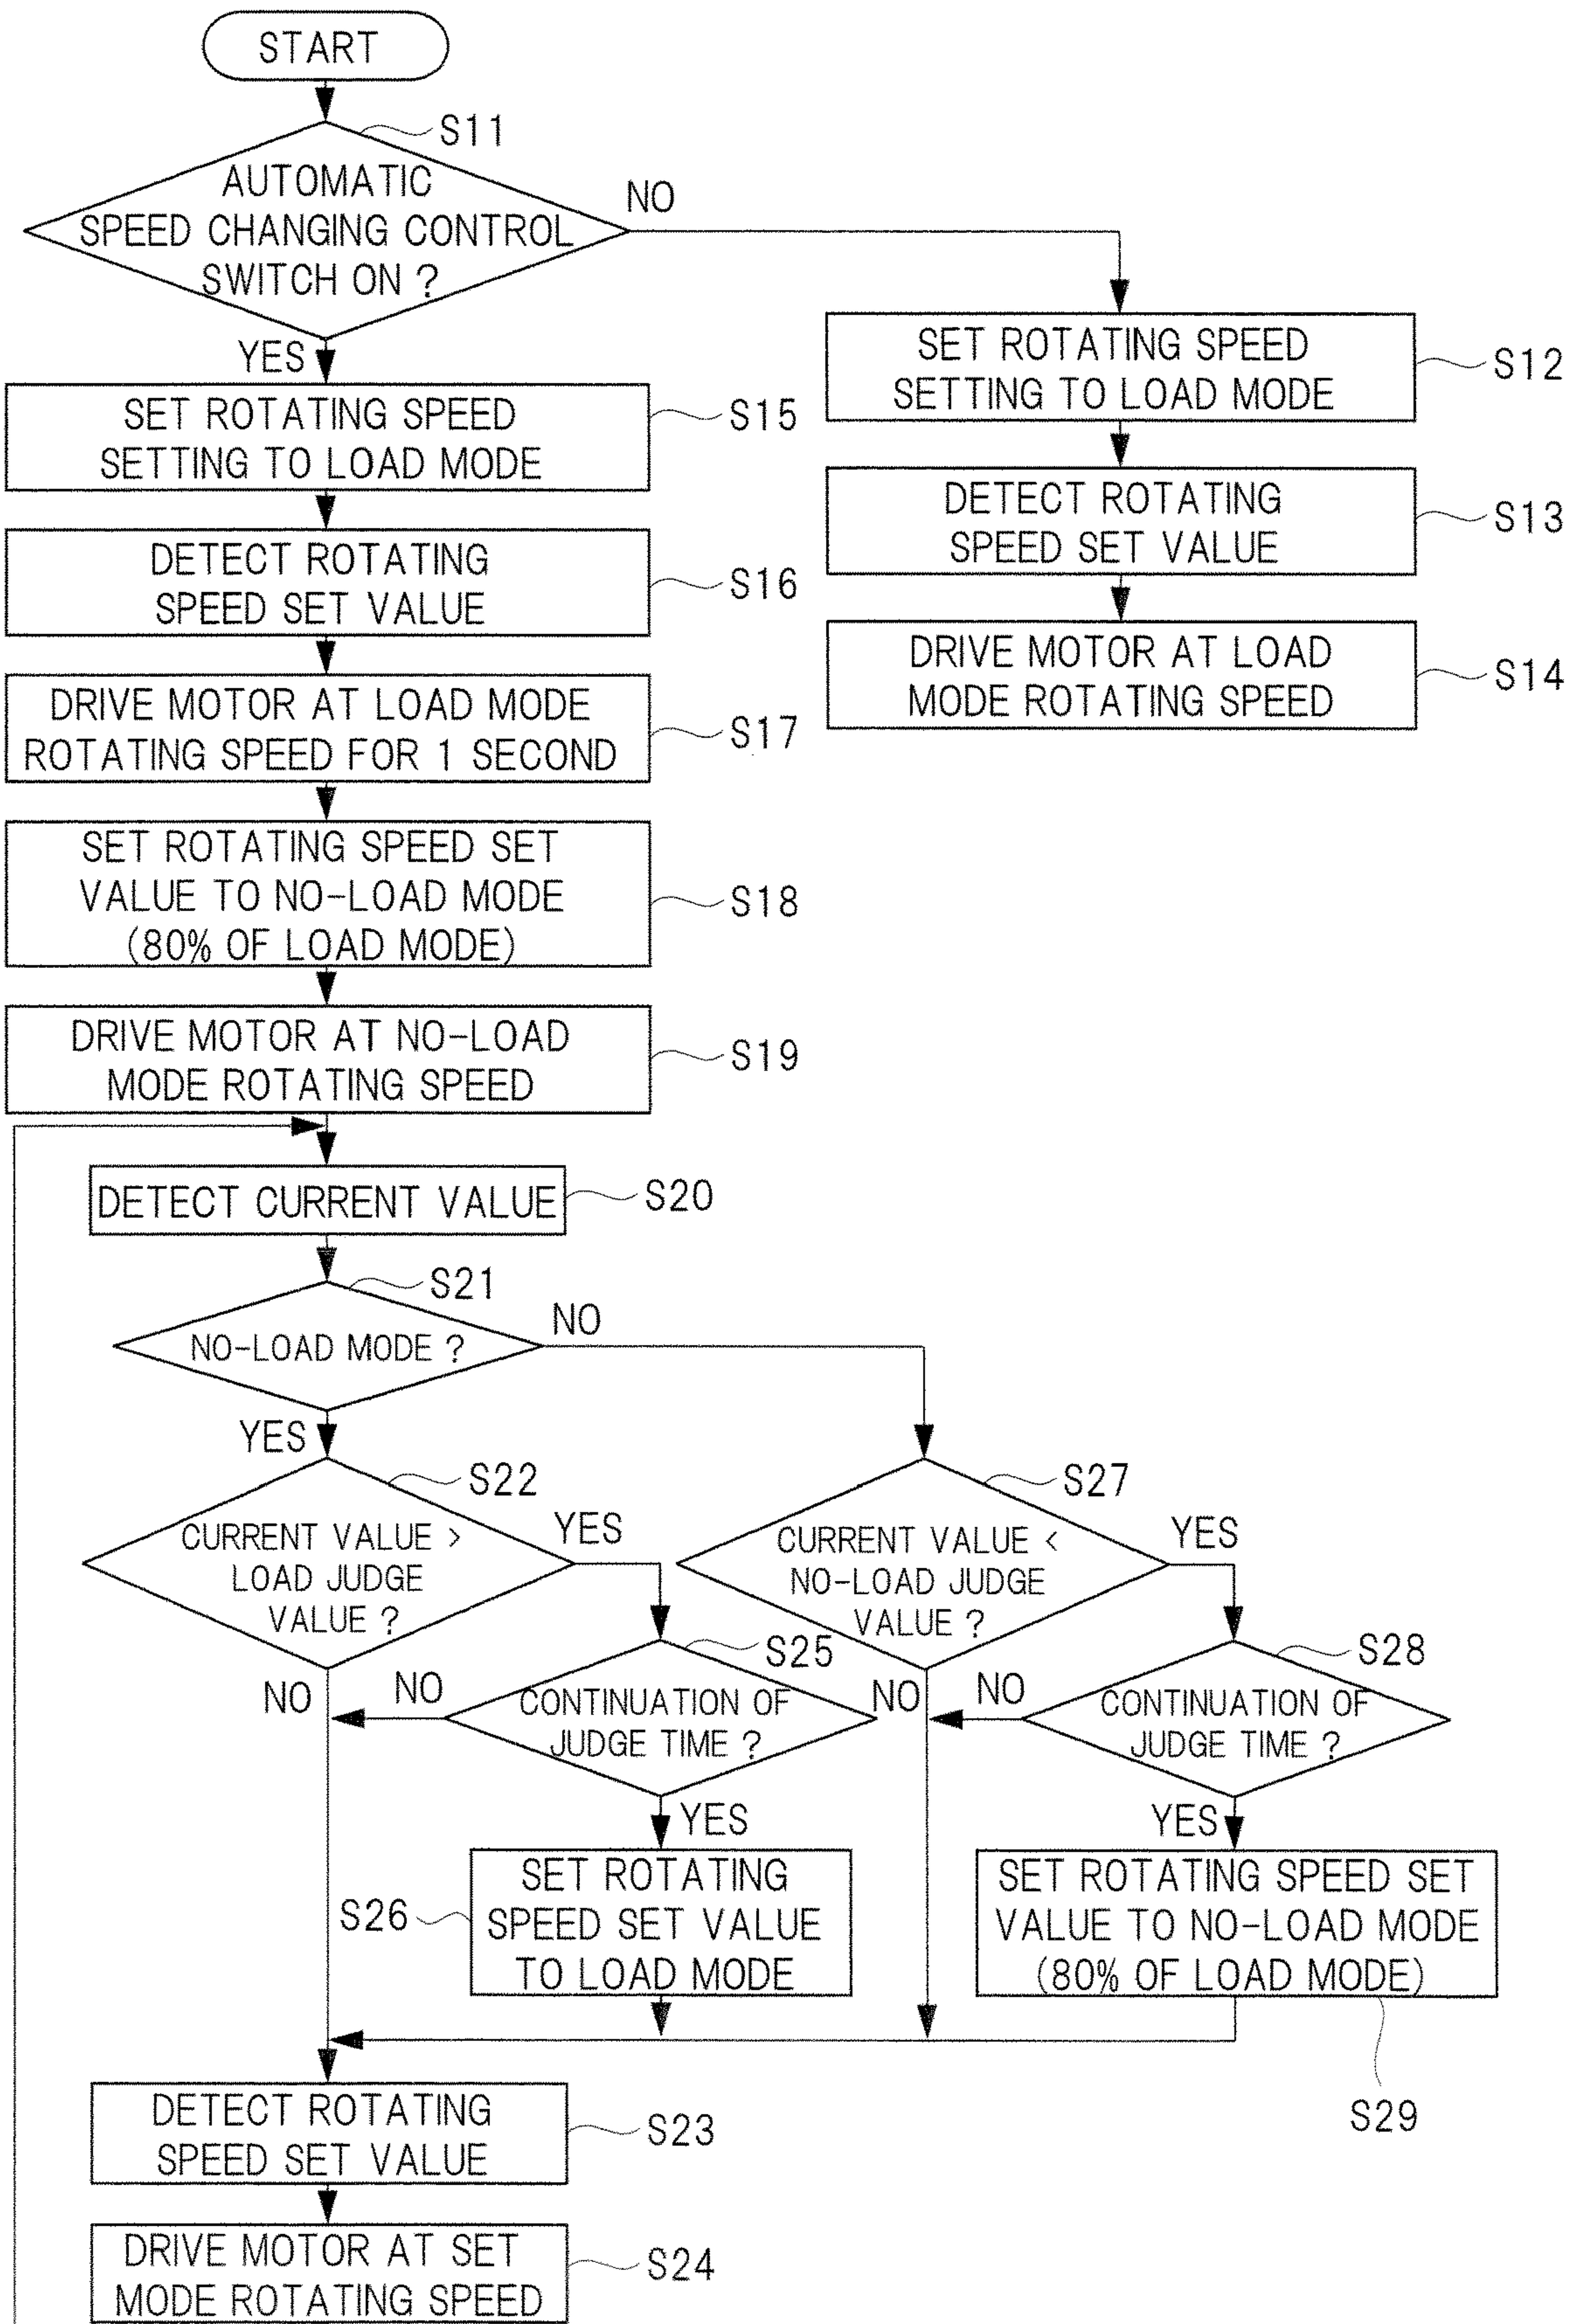 START
S11
AUTOMATIC
SPEED CHANGING CONTROL
SWITCH ON ?
NO
YES
SET ROTATING SPEED
SETTING TO LOAD MODE
S12
DETECT ROTATING
SPEED SET VALUE
S13
DRIVE MOTOR AT LOAD
MODE ROTATING SPEED
S14
SET ROTATING SPEED
SETTING TO LOAD MODE
S15
DETECT ROTATING
SPEED SET VALUE
S16
DRIVE MOTOR AT LOAD MODE
ROTATING SPEED FOR 1 SECOND
S17
SET ROTATING SPEED SET
VALUE TO NO-LOAD MODE
(80% OF LOAD MODE)
S18
DRIVE MOTOR AT NO-LOAD
MODE ROTATING SPEED
S19
DETECT CURRENT VALUE
S20
S21
NO-LOAD MODE ?
NO
YES
S22
CURRENT VALUE >
LOAD JUDGE
VALUE ?
YES
NO
S27
CURRENT VALUE <
NO-LOAD JUDGE
VALUE ?
YES
NO
S25
CONTINUATION OF
JUDGE TIME ?
NO
YES
S28
CONTINUATION OF
JUDGE TIME ?
NO
YES
S26
SET ROTATING
SPEED SET VALUE
TO LOAD MODE
SET ROTATING SPEED SET
VALUE TO NO-LOAD MODE
(80% OF LOAD MODE)
S29
DETECT ROTATING
SPEED SET VALUE
S23
DRIVE MOTOR AT SET
MODE ROTATING SPEED
S24